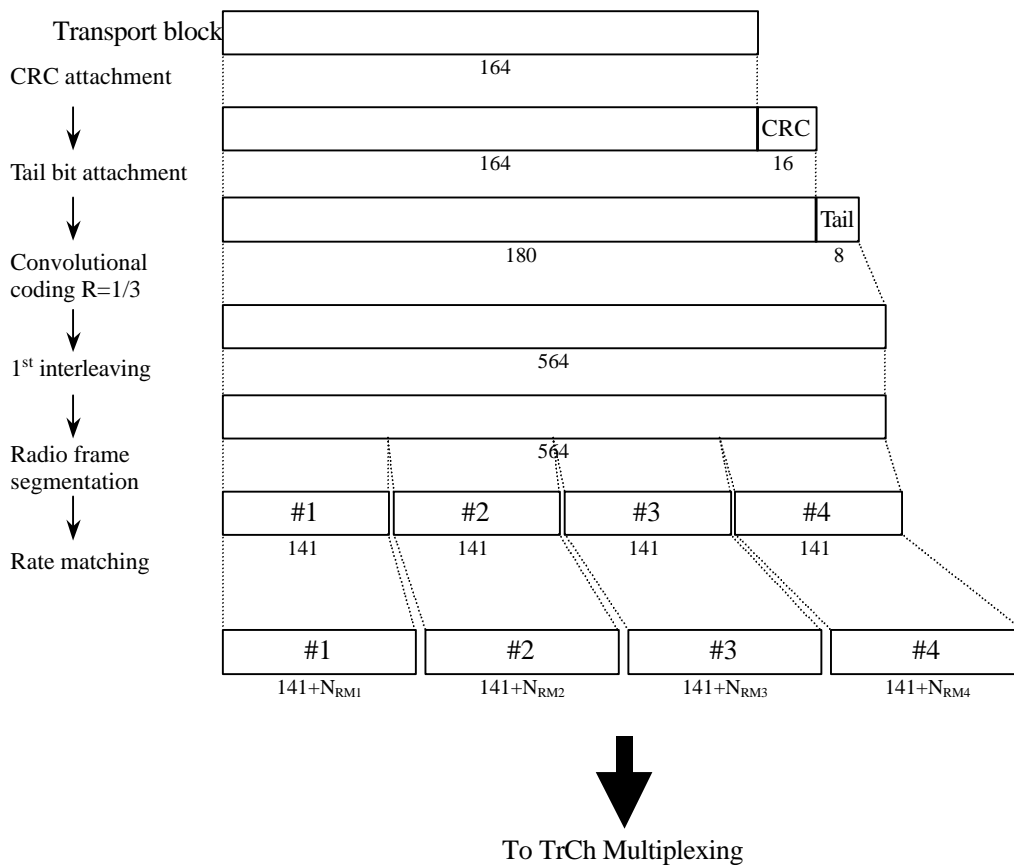 Transport block
164
CRC attachment
CRC
164 16
Tail bit attachment
Tail
180 8
Convolutional
coding R=1/3
564
1st interleaving
564
Radio frame
segmentation
#1 #2 #3 #4
141 141 141 141
Rate matching
#1 #2 #3 #4
141+NRM1 141+NRM2 141+NRM3 141+NRM4
To TrCh Multiplexing